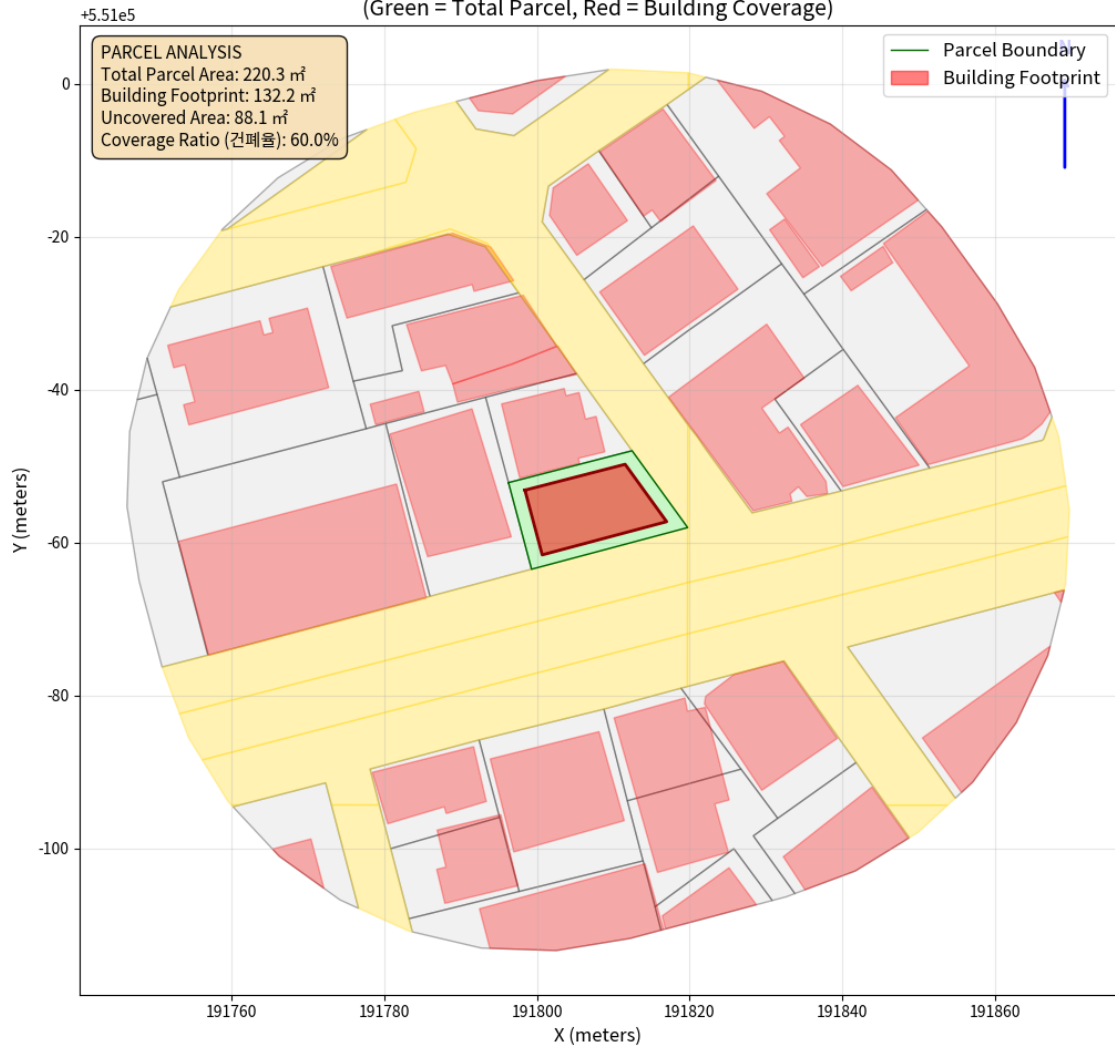 (Green = Total Parcel, Red = Building Coverage)
+5.51e5
PARCEL ANALYSIS
Total Parcel Area: 220.3 ㎡
Building Footprint: 132.2 ㎡
Uncovered Area: 88.1 ㎡
Coverage Ratio (건폐율): 60.0%
N
Parcel Boundary
Building Footprint
0
-20
-40
-60
-80
-100
Y (meters)
191760
191780
191800
191820
191840
191860
X (meters)